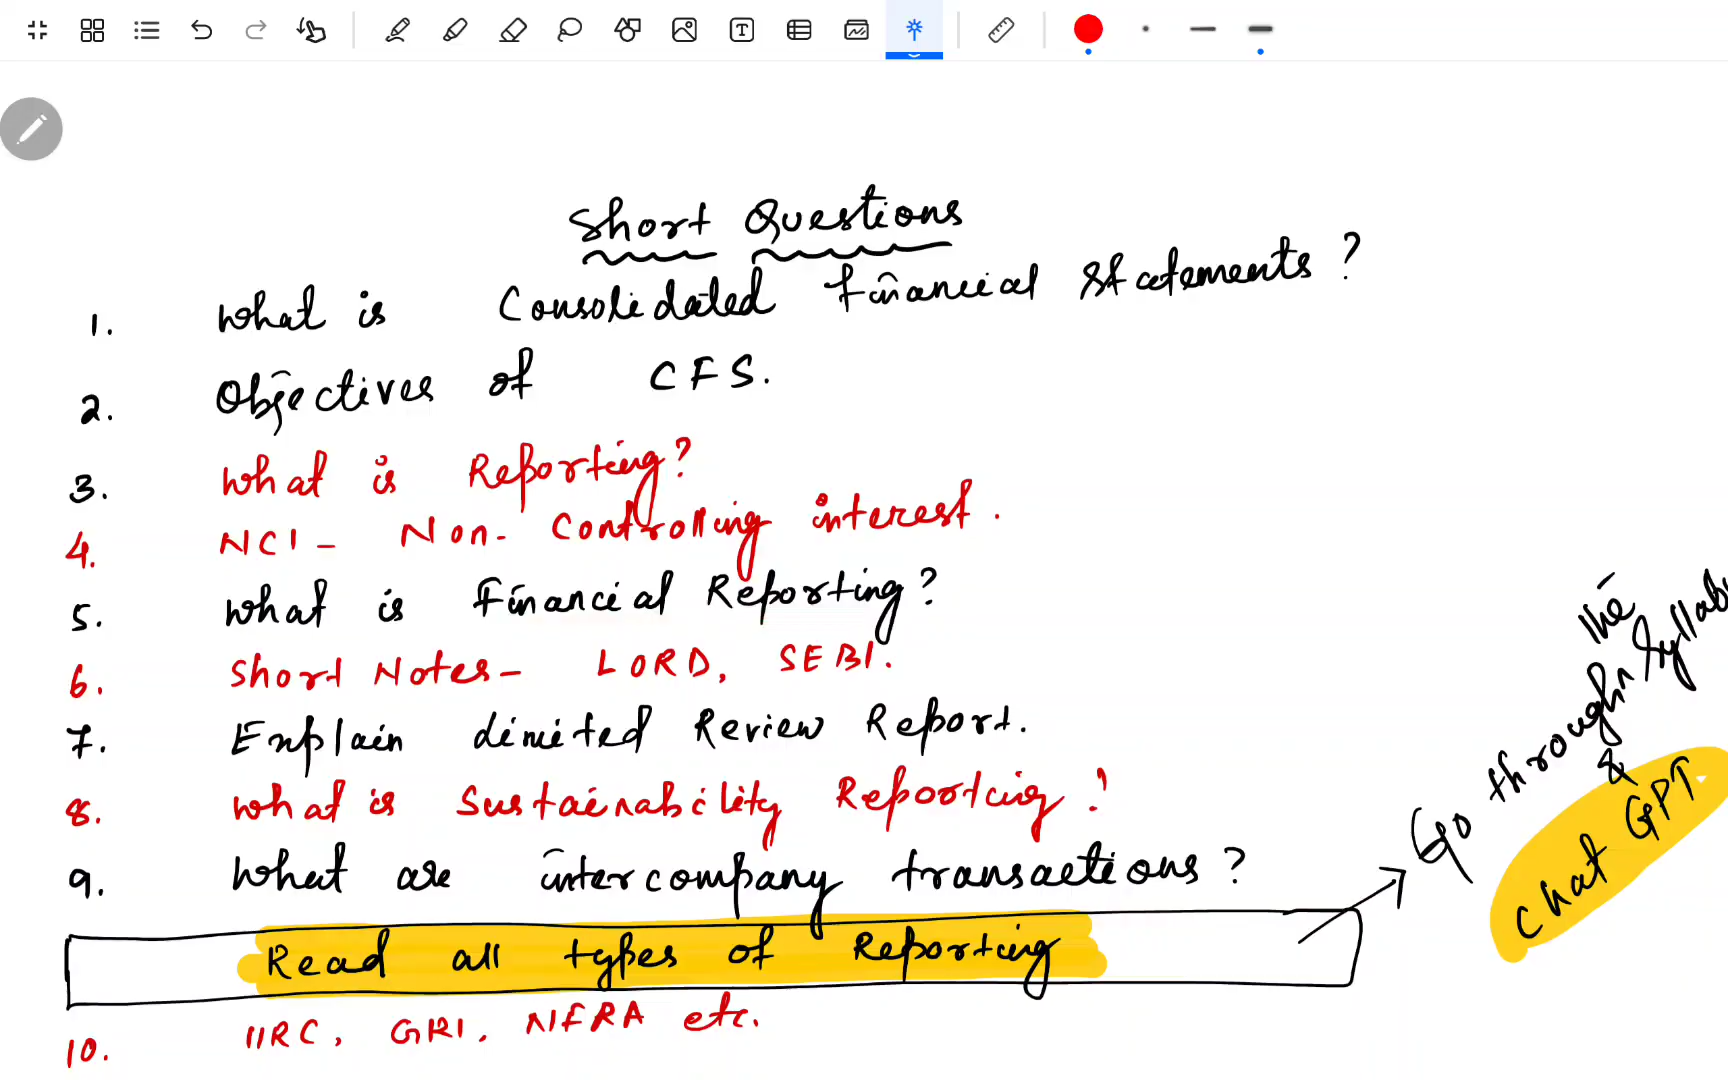 Short Questions
1. What is Consolidated Financial Statements?
2. Objectives of CFS.
3. What is Reporting?
4. NCI - Non-Controlling interest.
5. What is Financial Reporting?
6. Short Notes - LORD, SEBI.
7. Explain Limited Review Report.
8. What is Sustainability Reporting?
9. What are intercompany transactions?
Read all types of Reporting
Go through the Syllab
&
Chat GPT
10. IIRC, GRI, NFRA etc.